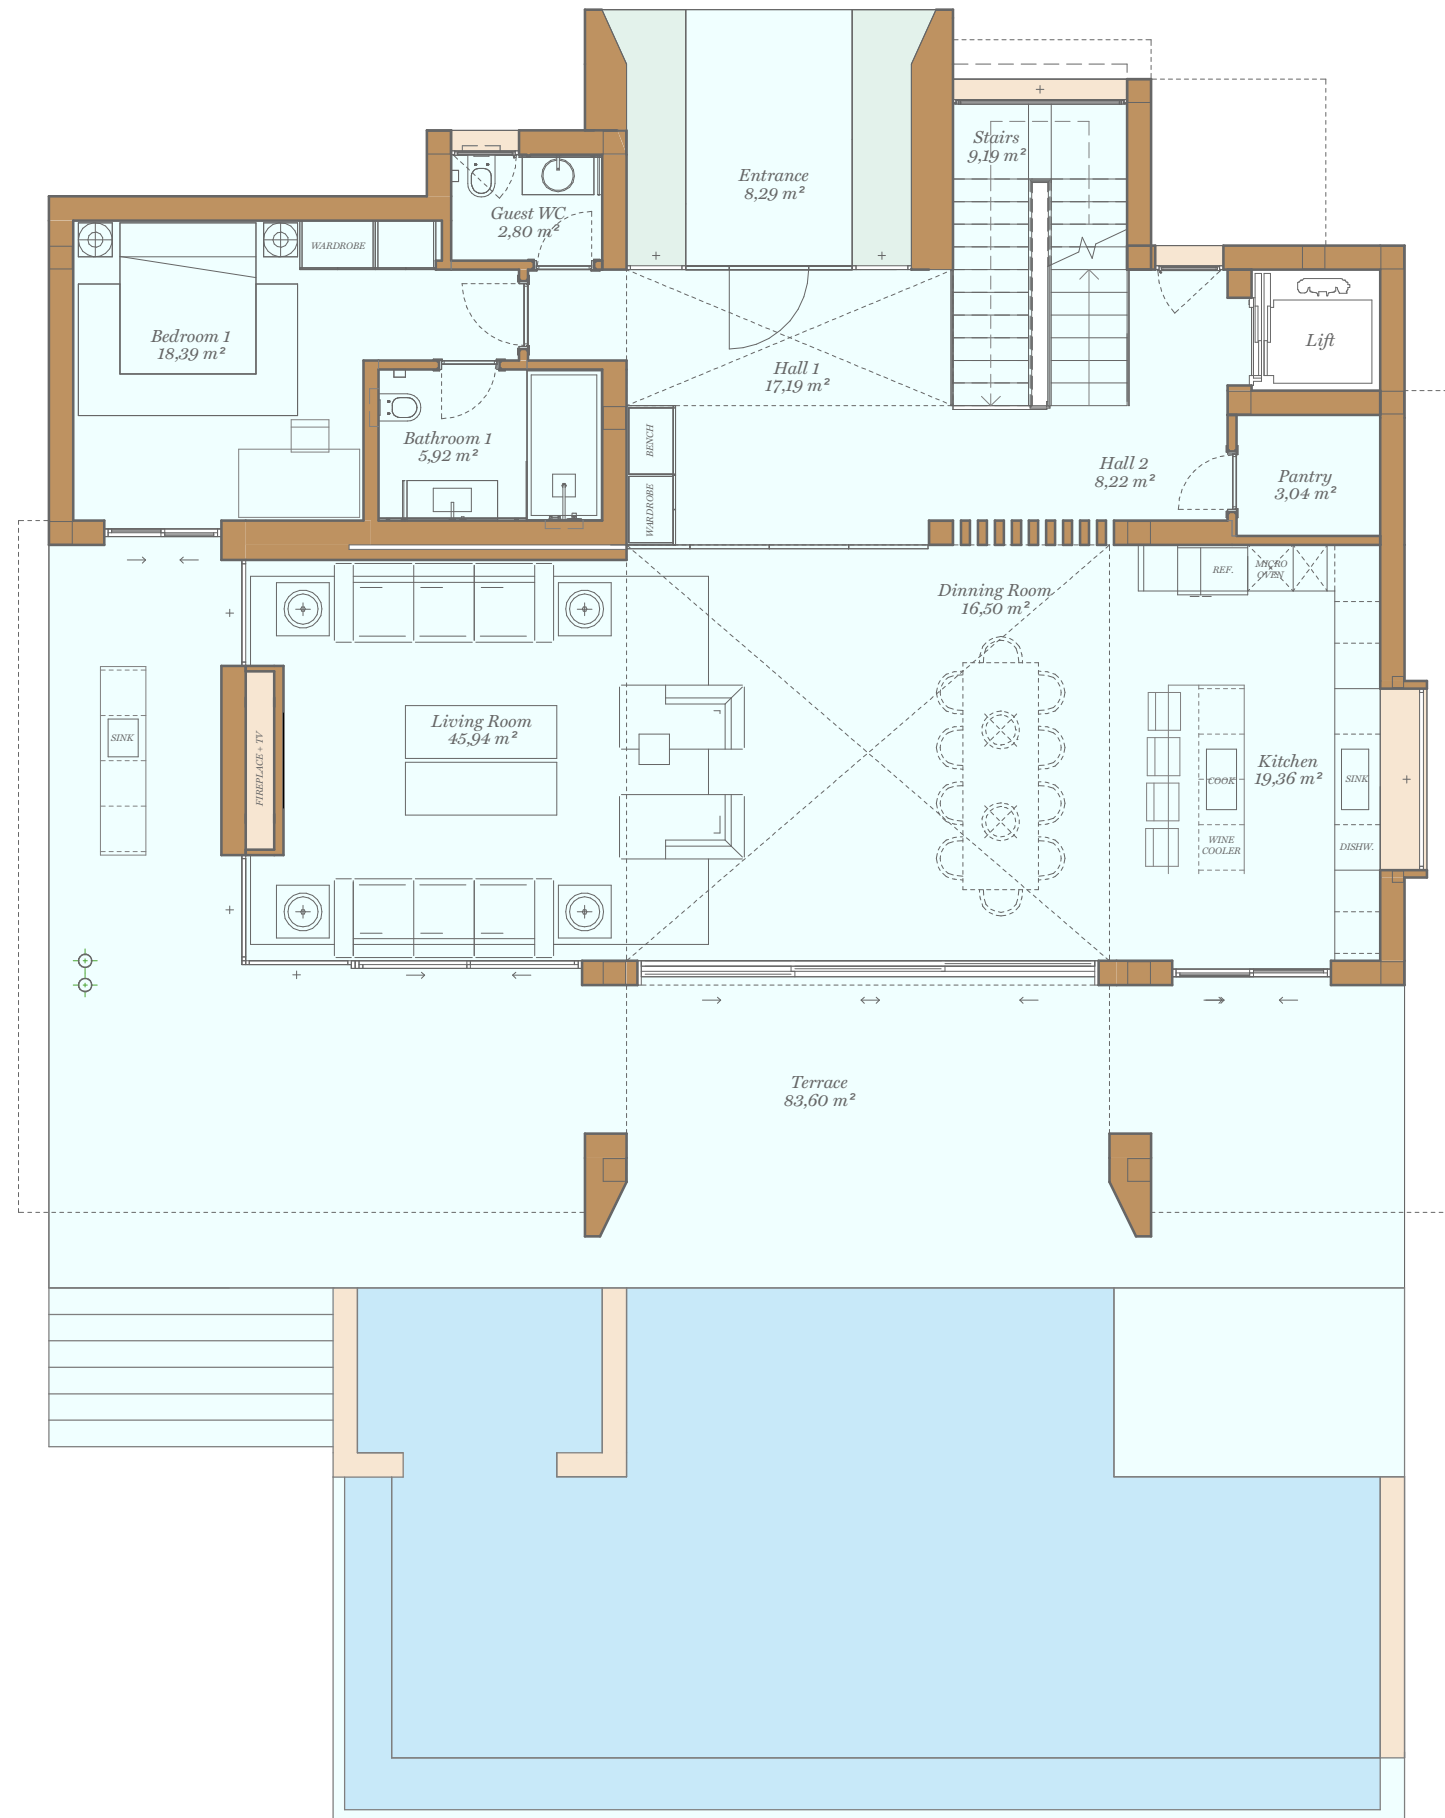 Stairs
9,19 m²
Entrance
8,29 m²
Guest WC
2,80 m²
WARDROBE
Bedroom 1
18,39 m²
Lift
Hall 1
17,19 m²
Bathroom 1
5,92 m²
BENCH
WARDROBE
Hall 2
8,22 m²
Pantry
3,04 m²
REF.
MICRO
OVEN
Dinning Room
16,50 m²
Living Room
45,94 m²
SINK
FIREPLACE + TV
Kitchen
19,36 m²
COOK
SINK
WINE
COOLER
DISHW.
Terrace
83,60 m²